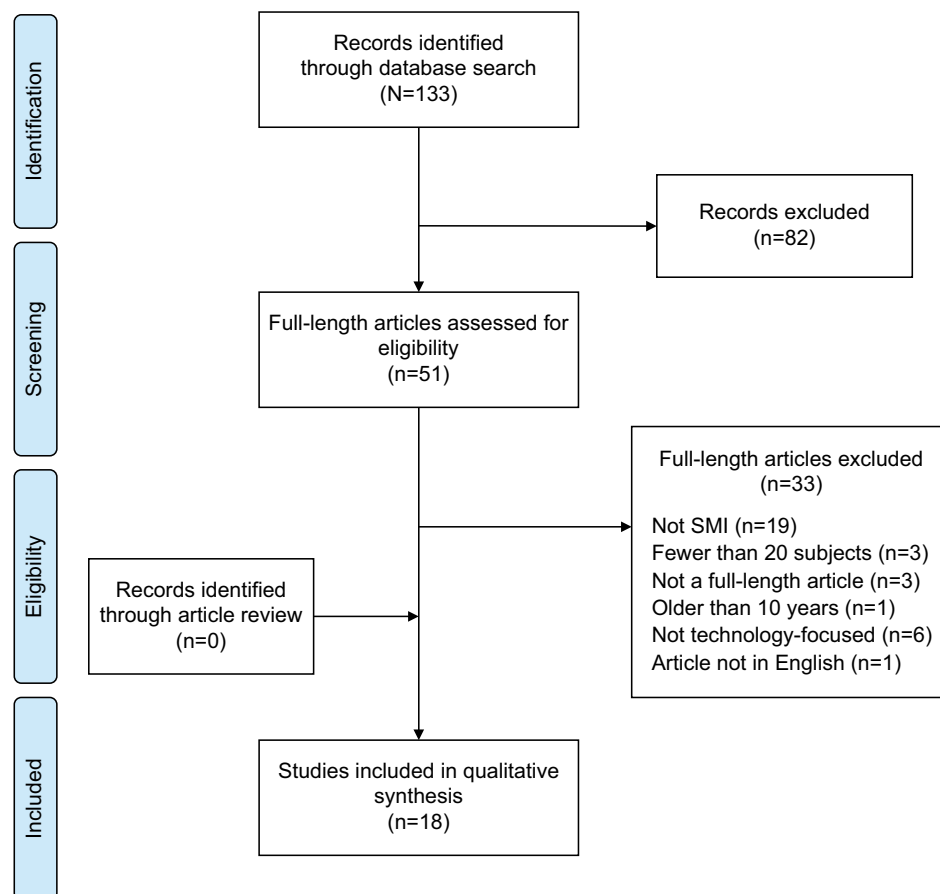 Identification
Records identified
through database search
(N=133)
Records excluded
(n=82)
Screening
Full-length articles assessed for
eligibility
(n=51)
Eligibility
Full-length articles excluded
(n=33)
Not SMI (n=19)
Fewer than 20 subjects (n=3)
Not a full-length article (n=3)
Older than 10 years (n=1)
Not technology-focused (n=6)
Article not in English (n=1)
Records identified
through article review
(n=0)
Included
Studies included in qualitative
synthesis
(n=18)